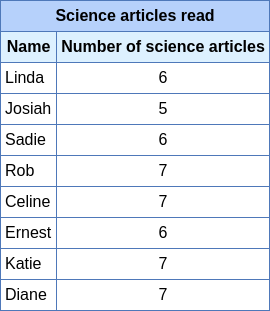 Science articles read
Name Number of science articles
Linda 6
Josiah 5
Sadie 6
Rob 7
Celine 7
Ernest 6
Katie 7
Diane 7